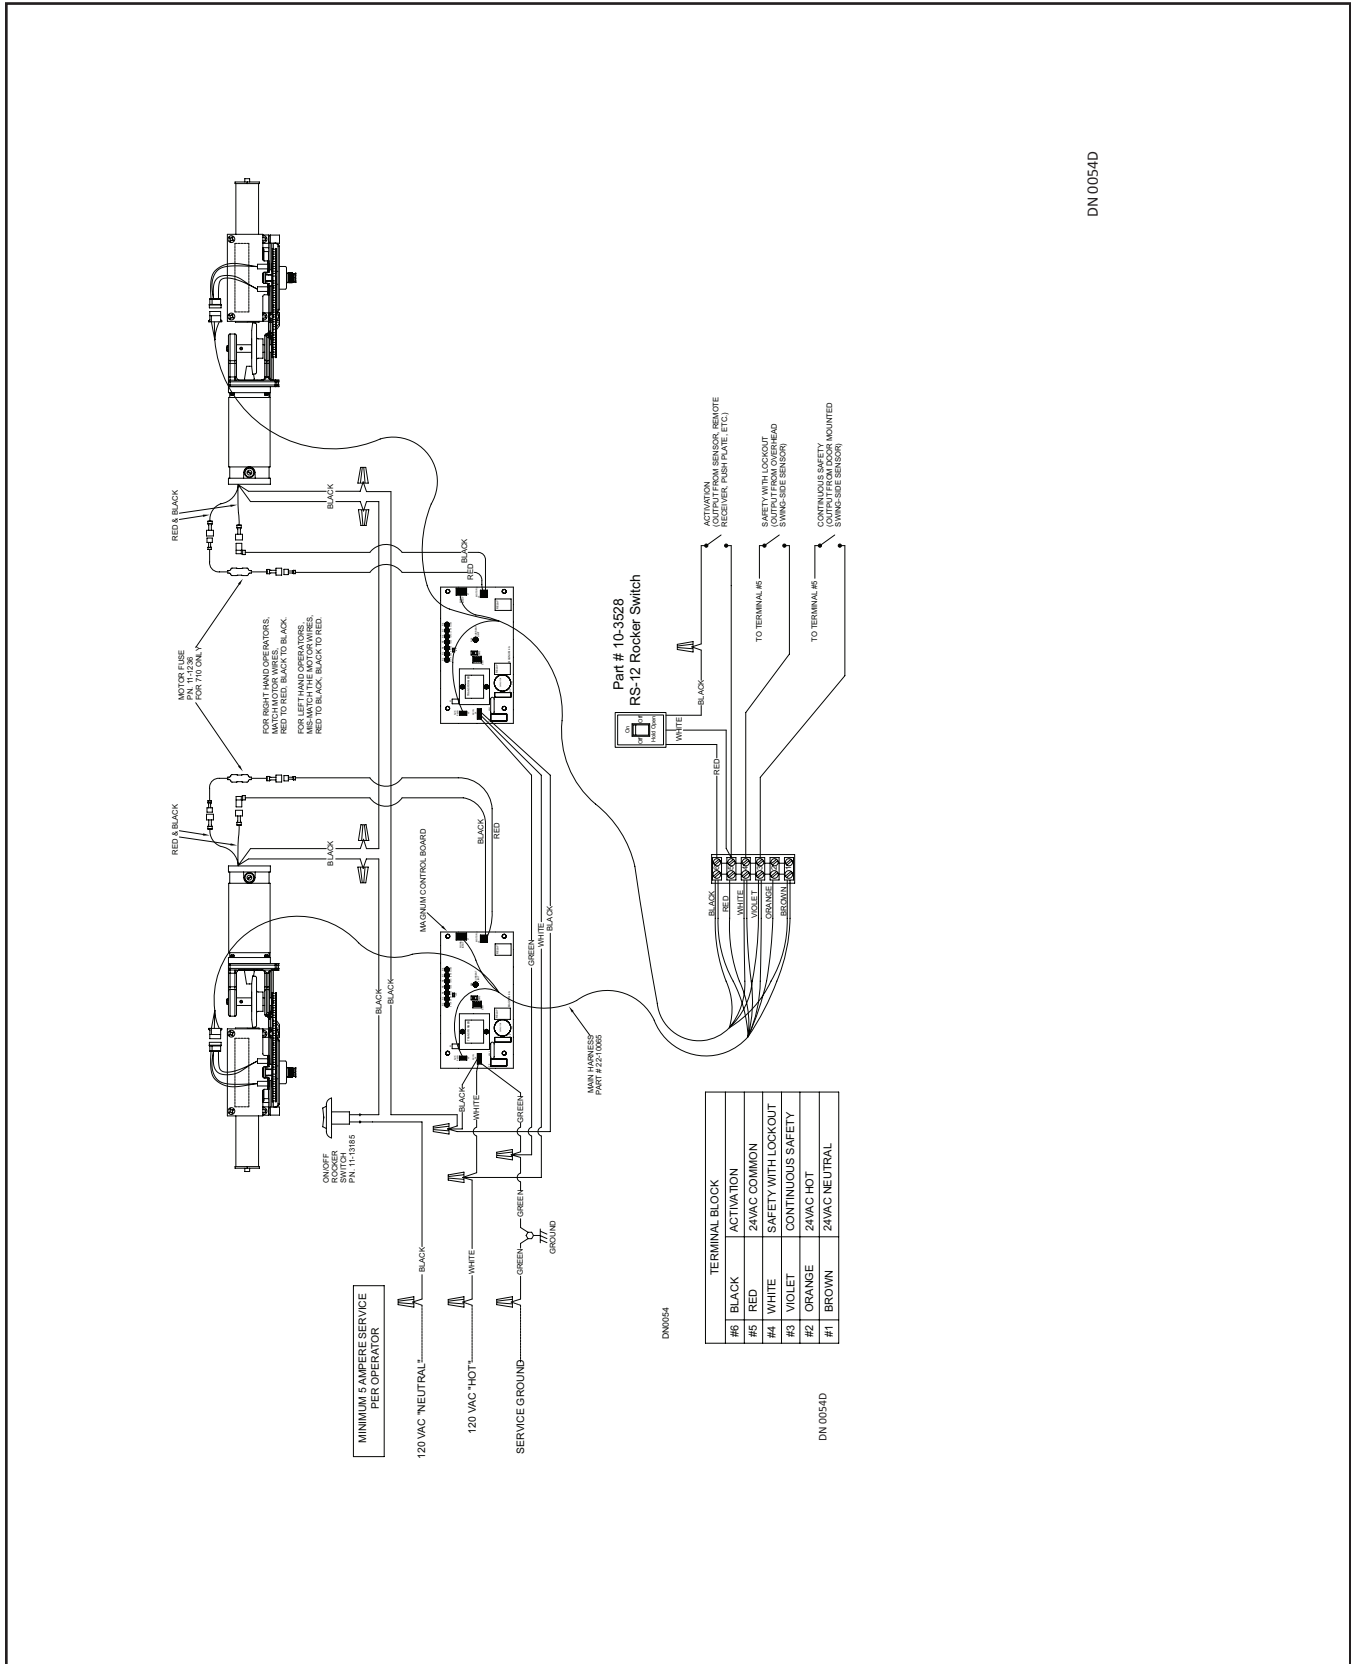 RED & BLACK
MOTOR FUSE
P.N. 11-1236
FOR 710 ONLY
RED & BLACK
FOR RIGHT HAND OPERATORS,
MATCH MOTOR WIRES,
RED TO RED, BLACK TO BLACK.
FOR LEFT HAND OPERATORS,
MIS-MATCH THE MOTOR WIRES,
RED TO BLACK, BLACK TO RED.
BLACK
BLACK
ON/OFF
ROCKER
SWITCH
P.N. 11-13185
BLACK
BLACK
MAGNUM CONTROL BOARD
BLACK
RED
RED
BLACK
MINIMUM 5 AMPERE SERVICE
PER OPERATOR
120 VAC "NEUTRAL"
BLACK
BLACK
120 VAC "HOT"
WHITE
WHITE
SERVICE GROUND
GREEN
GREEN
GREEN
GROUND
GREEN
WHITE
BLACK
MAIN HARNESS
PART # 22-10065
Part # 10-3528
RS-12 Rocker Switch
On
Off
Off
Hold Open
BLACK
WHITE
RED
ACTIVATION
(OUTPUT FROM SENSOR, REMOTE
RECEIVER, PUSH PLATE, ETC.)
TO TERMINAL #5
SAFETY WITH LOCKOUT
(OUTPUT FROM OVERHEAD
SWING-SIDE SENSOR)
TO TERMINAL #5
CONTINUOUS SAFETY
(OUTPUT FROM DOOR MOUNTED
SWING-SIDE SENSOR)
BLACK
RED
WHITE
VIOLET
ORANGE
BROWN
DN0054
TERMINAL BLOCK
#6 BLACK ACTIVATION
#5 RED 24VAC COMMON
#4 WHITE SAFETY WITH LOCKOUT
#3 VIOLET CONTINUOUS SAFETY
#2 ORANGE 24VAC HOT
#1 BROWN 24VAC NEUTRAL
DN 0054D
DN 0054D